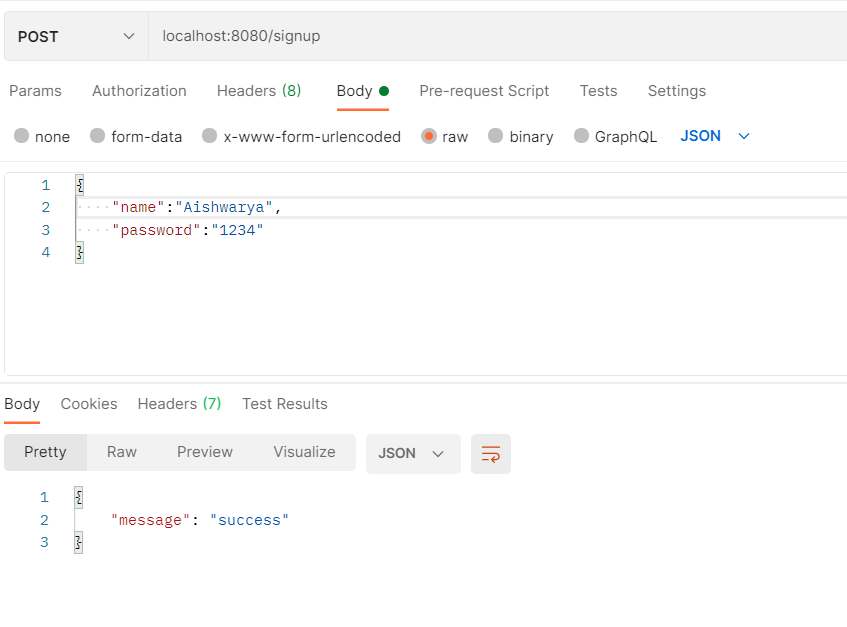 POST localhost:8080/signup
Params Authorization Headers (8) Body Pre-request Script Tests Settings
none form-data x-www-form-urlencoded raw binary GraphQL JSON
1 {
2 "name":"Aishwarya",
3 "password":"1234"
4 }
Body Cookies Headers (7) Test Results
Pretty Raw Preview Visualize JSON
1 {
2 "message": "success"
3 }